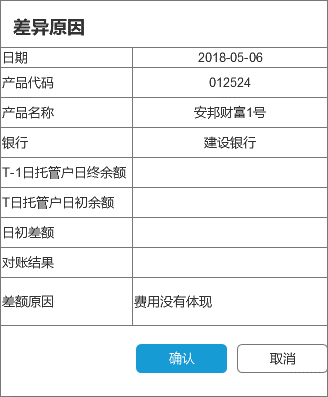 差异原因
日期 2018-05-06
产品代码 012524
产品名称 安邦财富1号
银行 建设银行
T-1日托管户日终余额
T日托管户日初余额
日初差额
对账结果
差额原因 费用没有体现
确认 取消